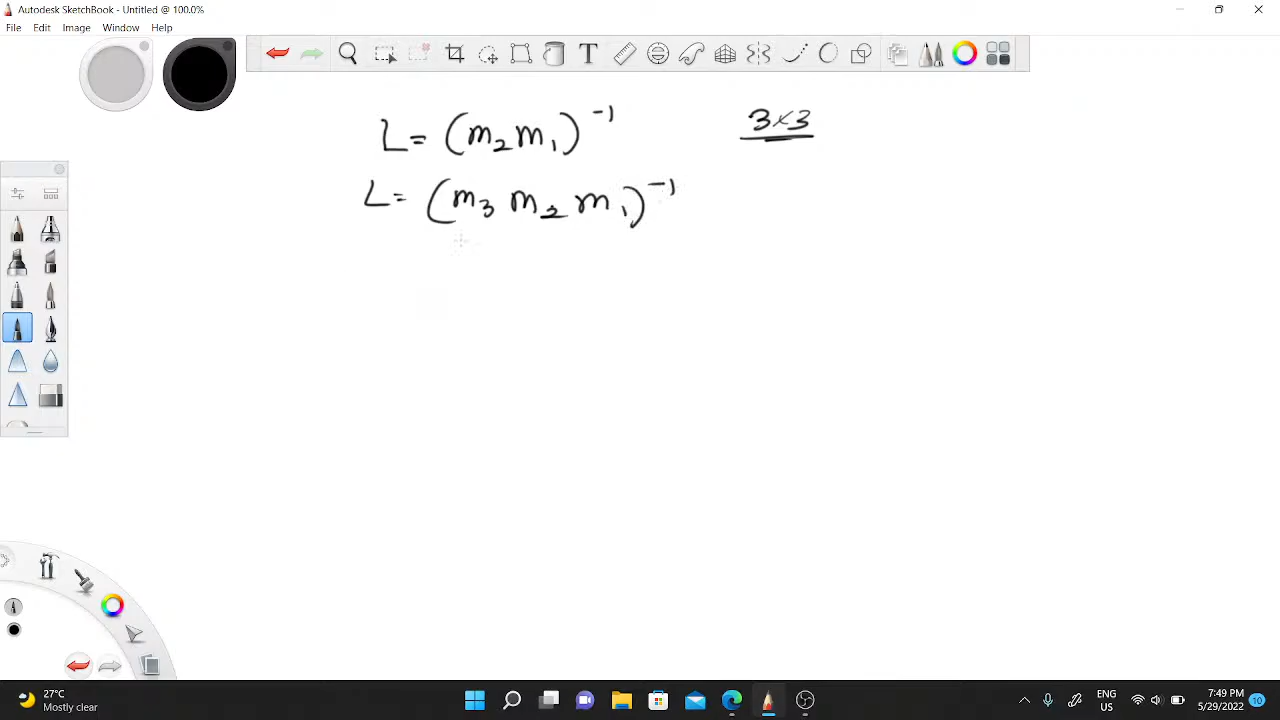 Autodesk SketchBook - Untitled @ 100.0%
File Edit Image Window Help
T
L = (m₂m₁)⁻¹ 3×3
L = (m₃ m₂ m₁)⁻¹
27°C
Mostly clear
ENG
US
7:49 PM
5/29/2022
10